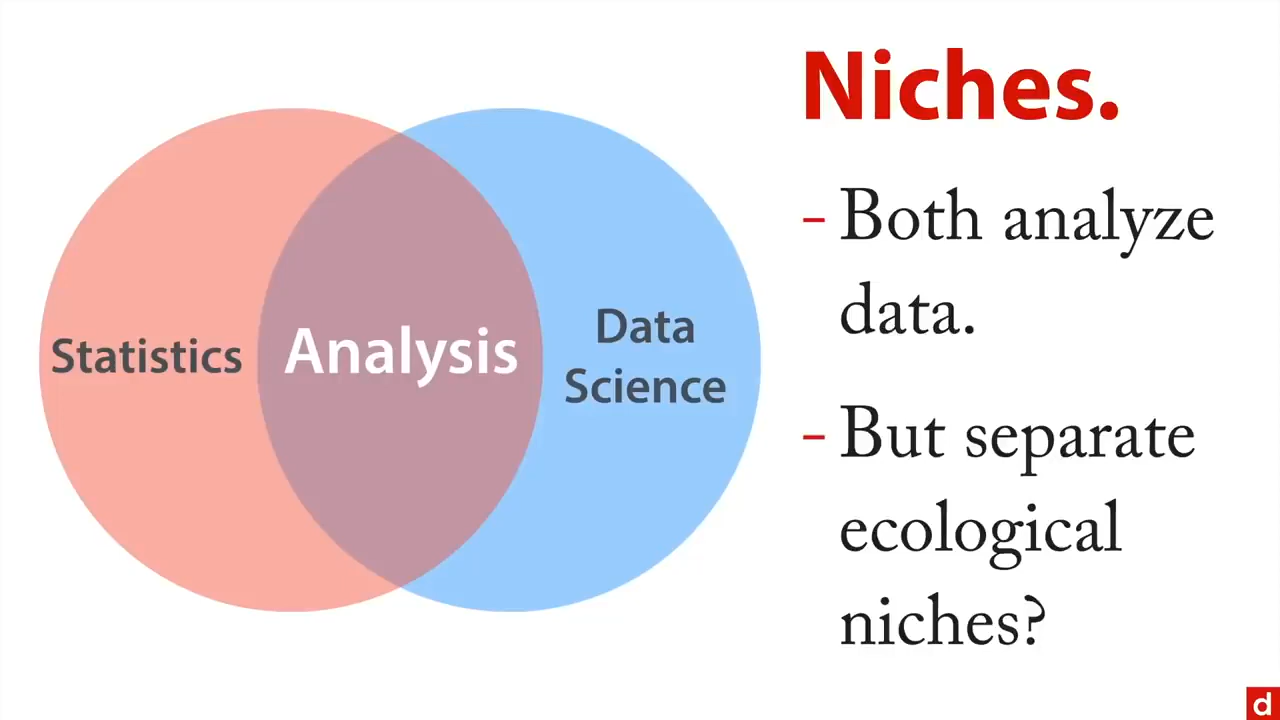 Niches.
- Both analyze
data.
- But separate
ecological
niches?
Statistics
Analysis
Data
Science
d